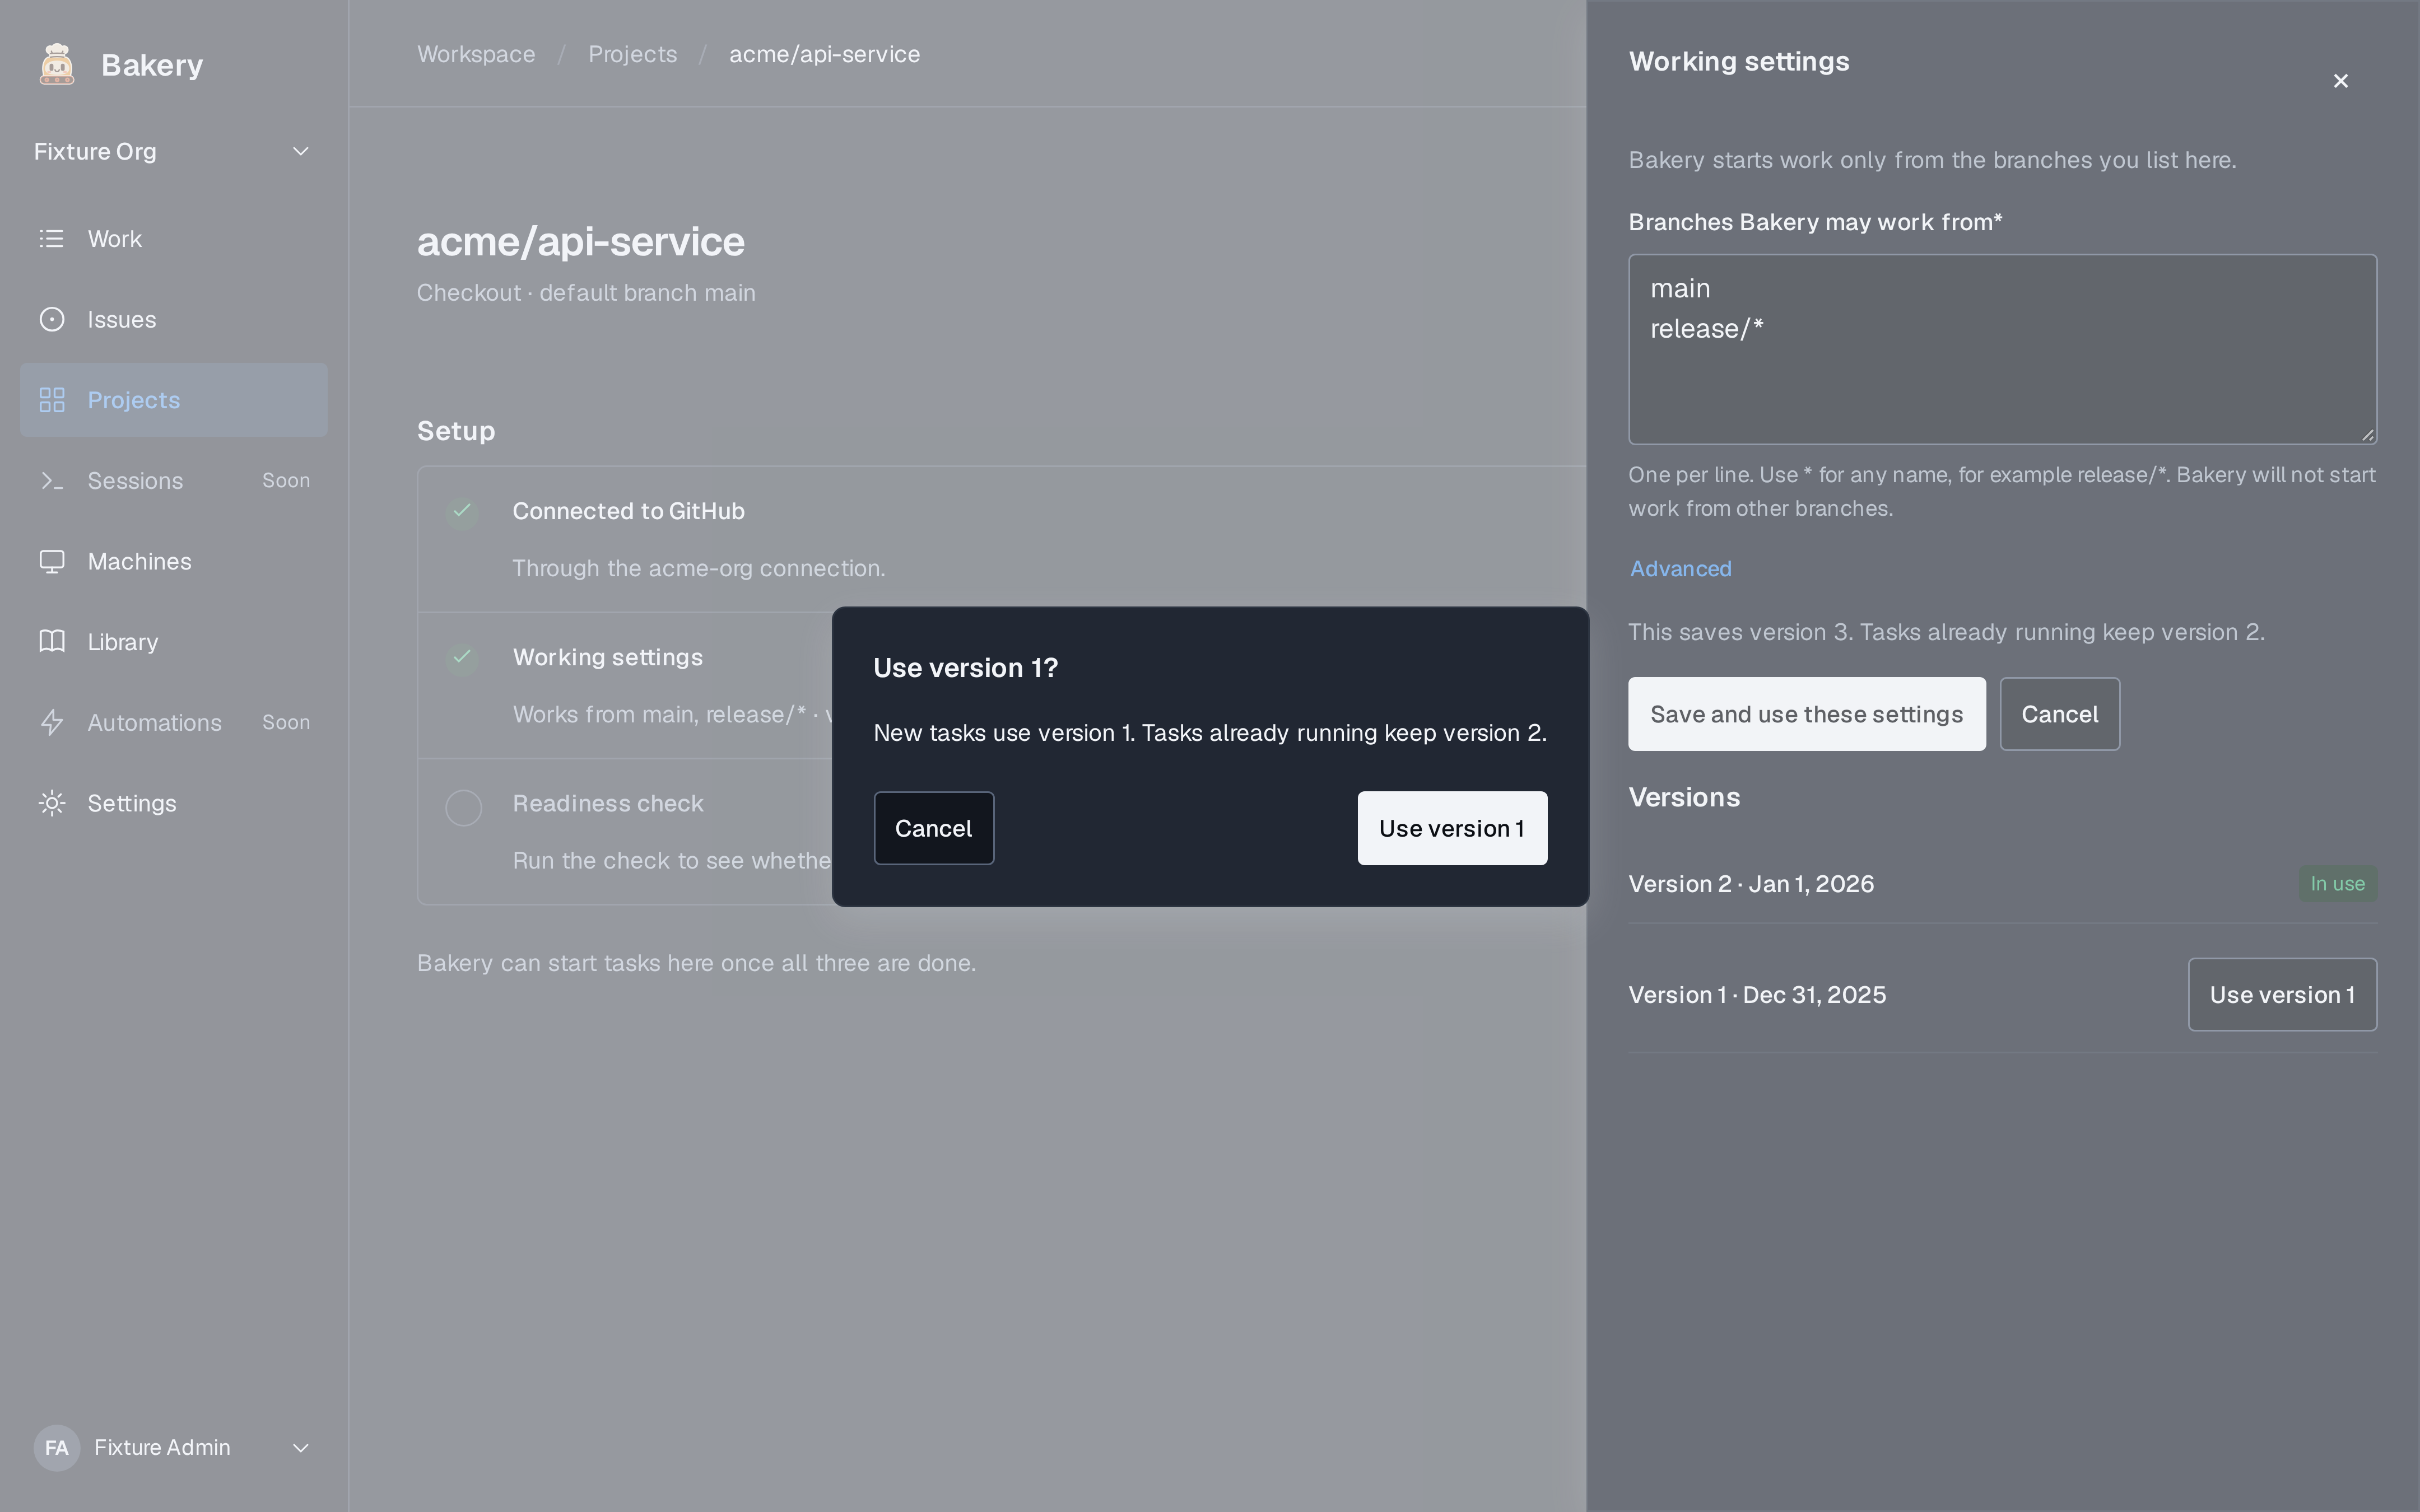 Bakery
Fixture Org
Work
Issues
Projects
Sessions Soon
Machines
Library
Automations Soon
Settings
FA Fixture Admin
Workspace / Projects / acme/api-service
acme/api-service
Checkout · default branch main
Setup
Connected to GitHub
Through the acme-org connection.
Working settings
Works from main, release/* ·
Readiness check
Run the check to see
Bakery can start tasks here once all three are done.
Use version 1?
New tasks use version 1. Tasks already running keep version 2.
Cancel
Use version 1
Working settings
Bakery starts work only from the branches you list here.
Branches Bakery may work from*
main
release/*
One per line. Use * for any name, for example release/*. Bakery will not start
work from other branches.
Advanced
This saves version 3. Tasks already running keep version 2.
Save and use these settings
Cancel
Versions
Version 2 · Jan 1, 2026 In use
Version 1 · Dec 31, 2025 Use version 1